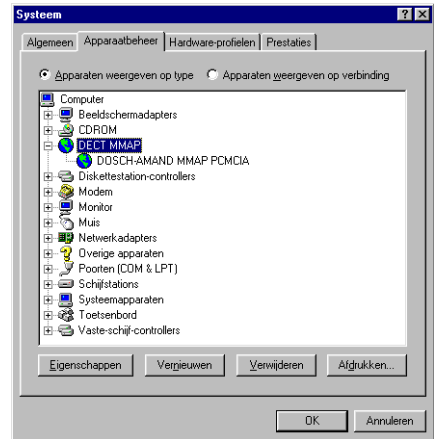 Systeem
Algemeen Apparaatbeheer Hardware-profielen Prestaties
Apparaten weergeven op type Apparaten weergeven op verbinding
Computer
Beeldschermadapters
CDROM
DECT MMAP
DOSCH-AMAND MMAP PCMCIA
Diskettestation-controllers
Modem
Monitor
Muis
Netwerkadapters
Overige apparaten
Poorten (COM & LPT)
Schijfstations
Systeemapparaten
Toetsenbord
Vaste-schijf-controllers
Eigenschappen Vernieuwen Verwijderen Afdrukken...
OK Annuleren